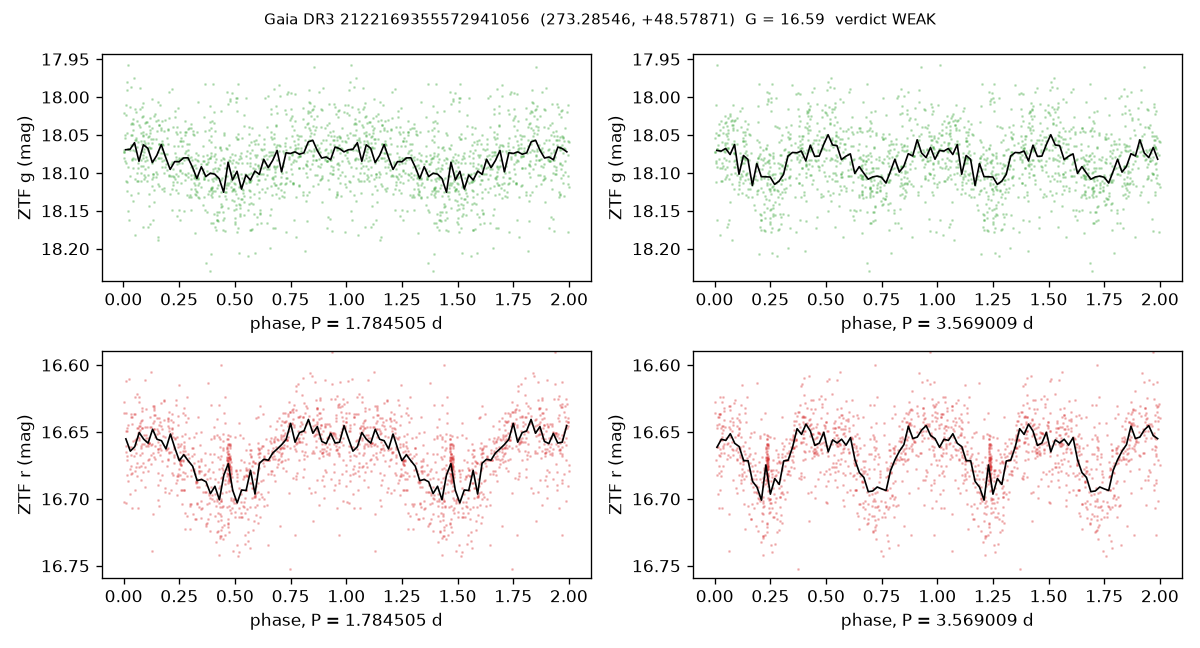 Gaia DR3 2122169355572941056  (273.28546, +48.57871)  G = 16.59  verdict WEAK
ZTF g (mag)
17.95
18.00
18.05
18.10
18.15
18.20
0.00 0.25 0.50 0.75 1.00 1.25 1.50 1.75 2.00
phase, P = 1.784505 d
ZTF g (mag)
17.95
18.00
18.05
18.10
18.15
18.20
0.00 0.25 0.50 0.75 1.00 1.25 1.50 1.75 2.00
phase, P = 3.569009 d
ZTF r (mag)
16.60
16.65
16.70
16.75
0.00 0.25 0.50 0.75 1.00 1.25 1.50 1.75 2.00
phase, P = 1.784505 d
ZTF r (mag)
16.60
16.65
16.70
16.75
0.00 0.25 0.50 0.75 1.00 1.25 1.50 1.75 2.00
phase, P = 3.569009 d